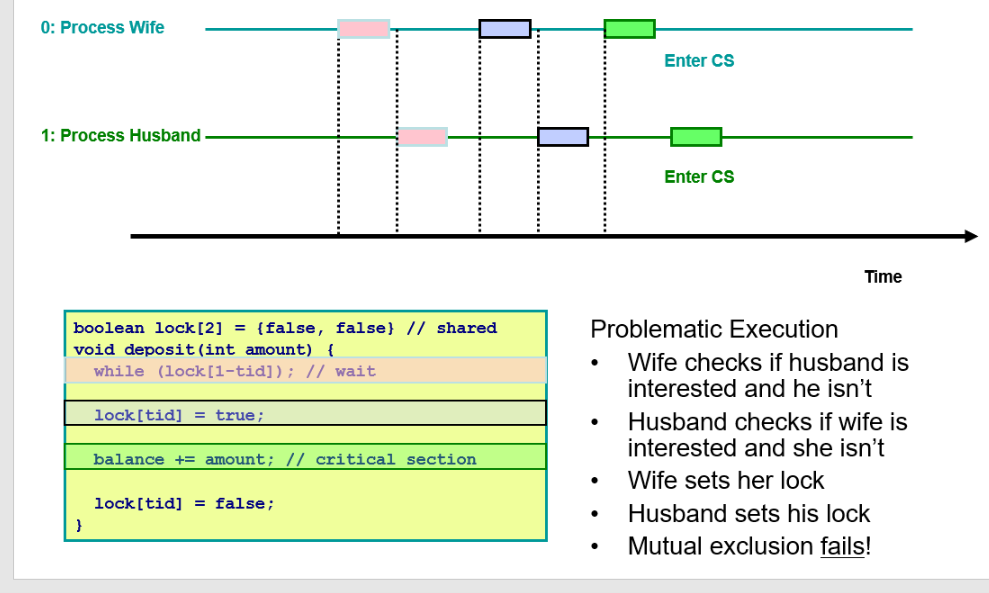 0: Process Wife
Enter CS
1: Process Husband
Enter CS
Time
boolean lock[2] = {false, false} // shared
void deposit(int amount) {
while (lock[1-tid]); // wait
lock[tid] = true;
balance += amount; // critical section
lock[tid] = false;
}
Problematic Execution
• Wife checks if husband is
interested and he isn't
• Husband checks if wife is
interested and she isn't
• Wife sets her lock
• Husband sets his lock
• Mutual exclusion fails!